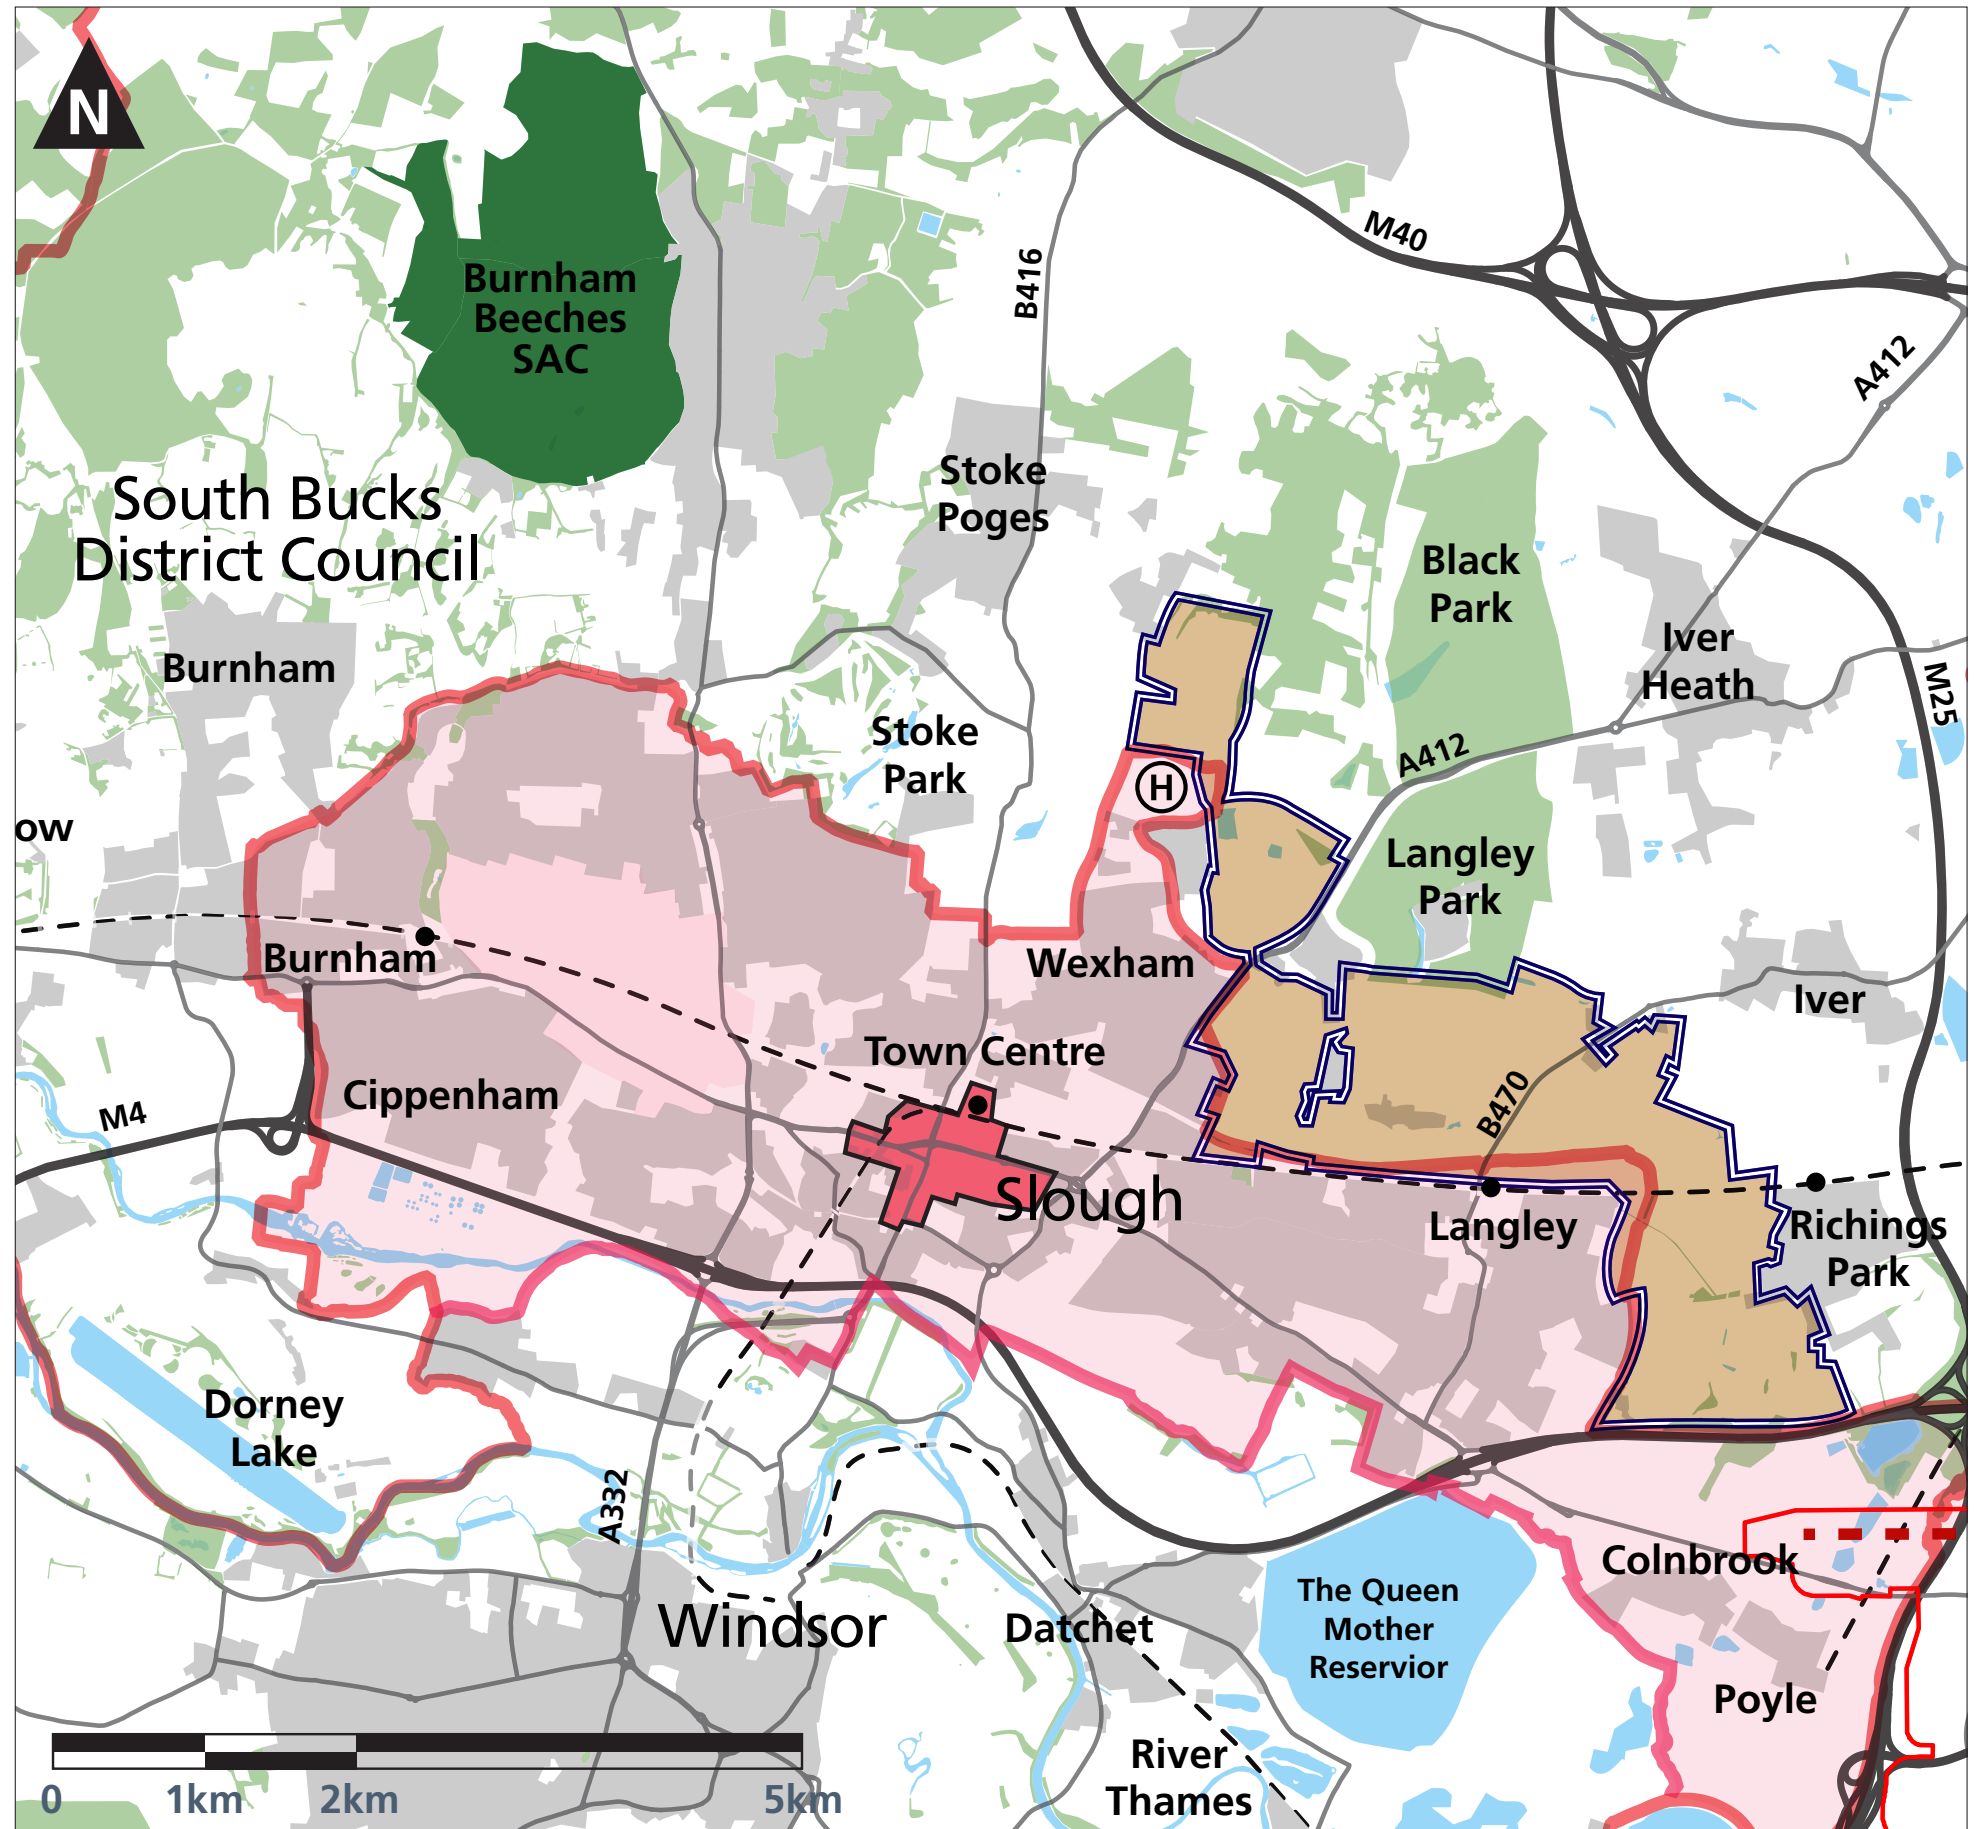 N
M40
B416
Burnham
Beeches
SAC
A412
South Bucks
District Council
Stoke
Poges
Black
Park
Burnham
Iver
Heath
M25
Stoke
Park
A412
H
ow
Langley
Park
Burnham
Wexham
Iver
Town Centre
Cippenham
M4
B470
Slough
Langley
Richings
Park
Dorney
Lake
A332
Colnbrook
The Queen
Mother
Reservior
Windsor
Datchet
Poyle
River
Thames
0 1km 2km 5km